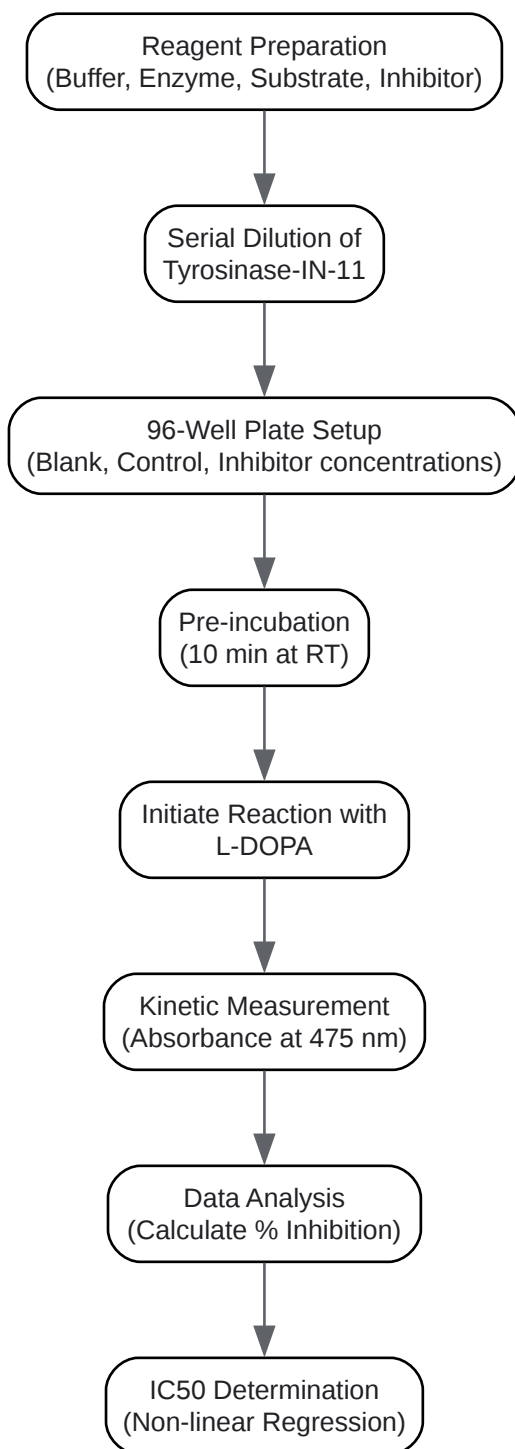 Reagent Preparation
(Buffer, Enzyme, Substrate, Inhibitor)
Serial Dilution of
Tyrosinase-IN-11
96-Well Plate Setup
(Blank, Control, Inhibitor concentrations)
Pre-incubation
(10 min at RT)
Initiate Reaction with
L-DOPA
Kinetic Measurement
(Absorbance at 475 nm)
Data Analysis
(Calculate % Inhibition)
IC50 Determination
(Non-linear Regression)